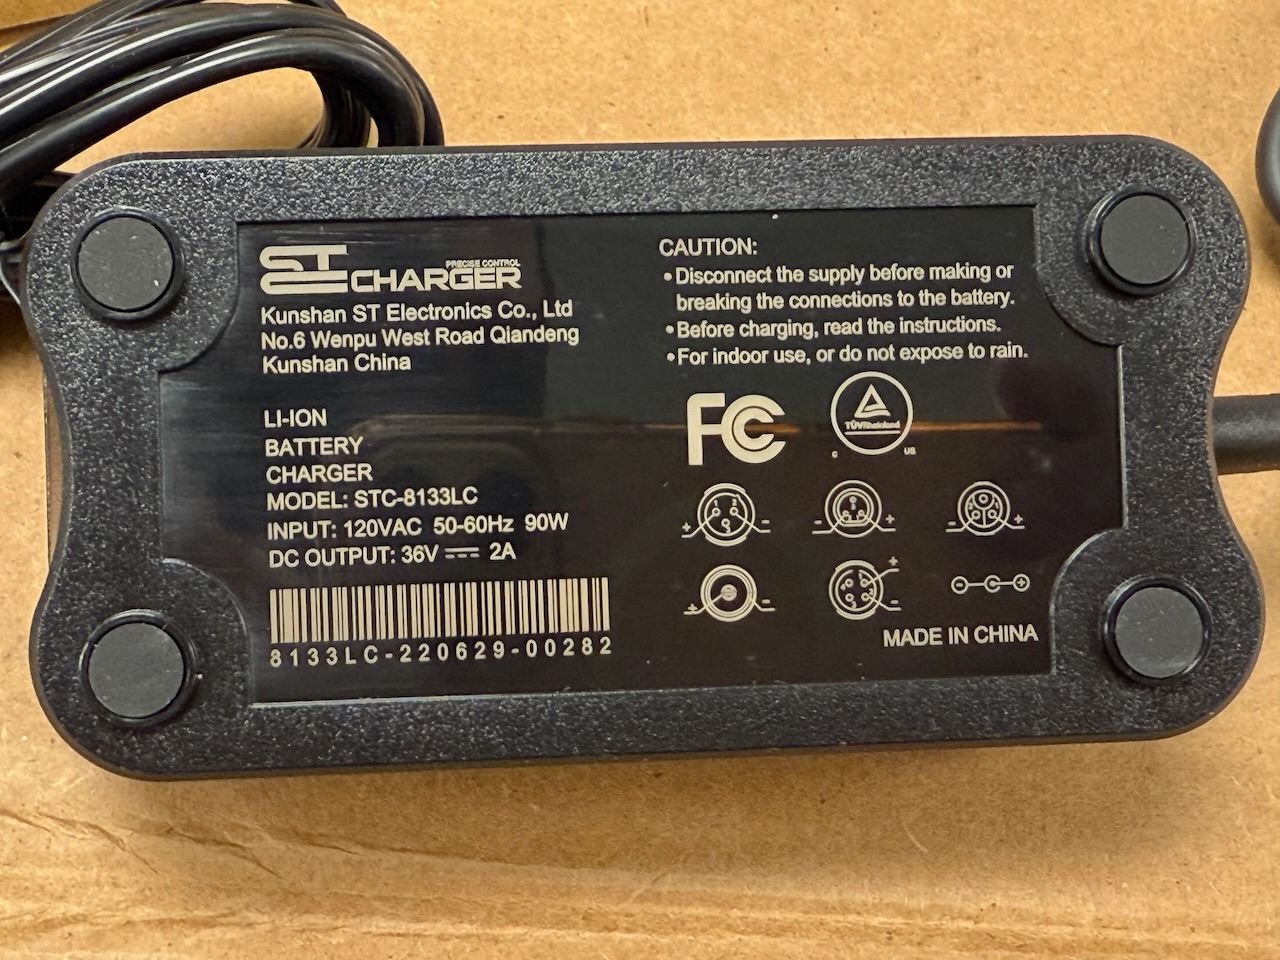 ST
PRECISE CONTROL
CHARGER
Kunshan ST Electronics Co., Ltd
No.6 Wenpu West Road Qiandeng
Kunshan China
LI-ION
BATTERY
CHARGER
MODEL: STC-8133LC
INPUT: 120VAC 50-60Hz 90W
DC OUTPUT: 36V ⎓ 2A
8133LC-220629-00282
CAUTION:
•Disconnect the supply before making or
breaking the connections to the battery.
•Before charging, read the instructions.
•For indoor use, or do not expose to rain.
FC
TÜVRheinland
C US
+ -
- +
- +
+ -
+
-
- +
MADE IN CHINA